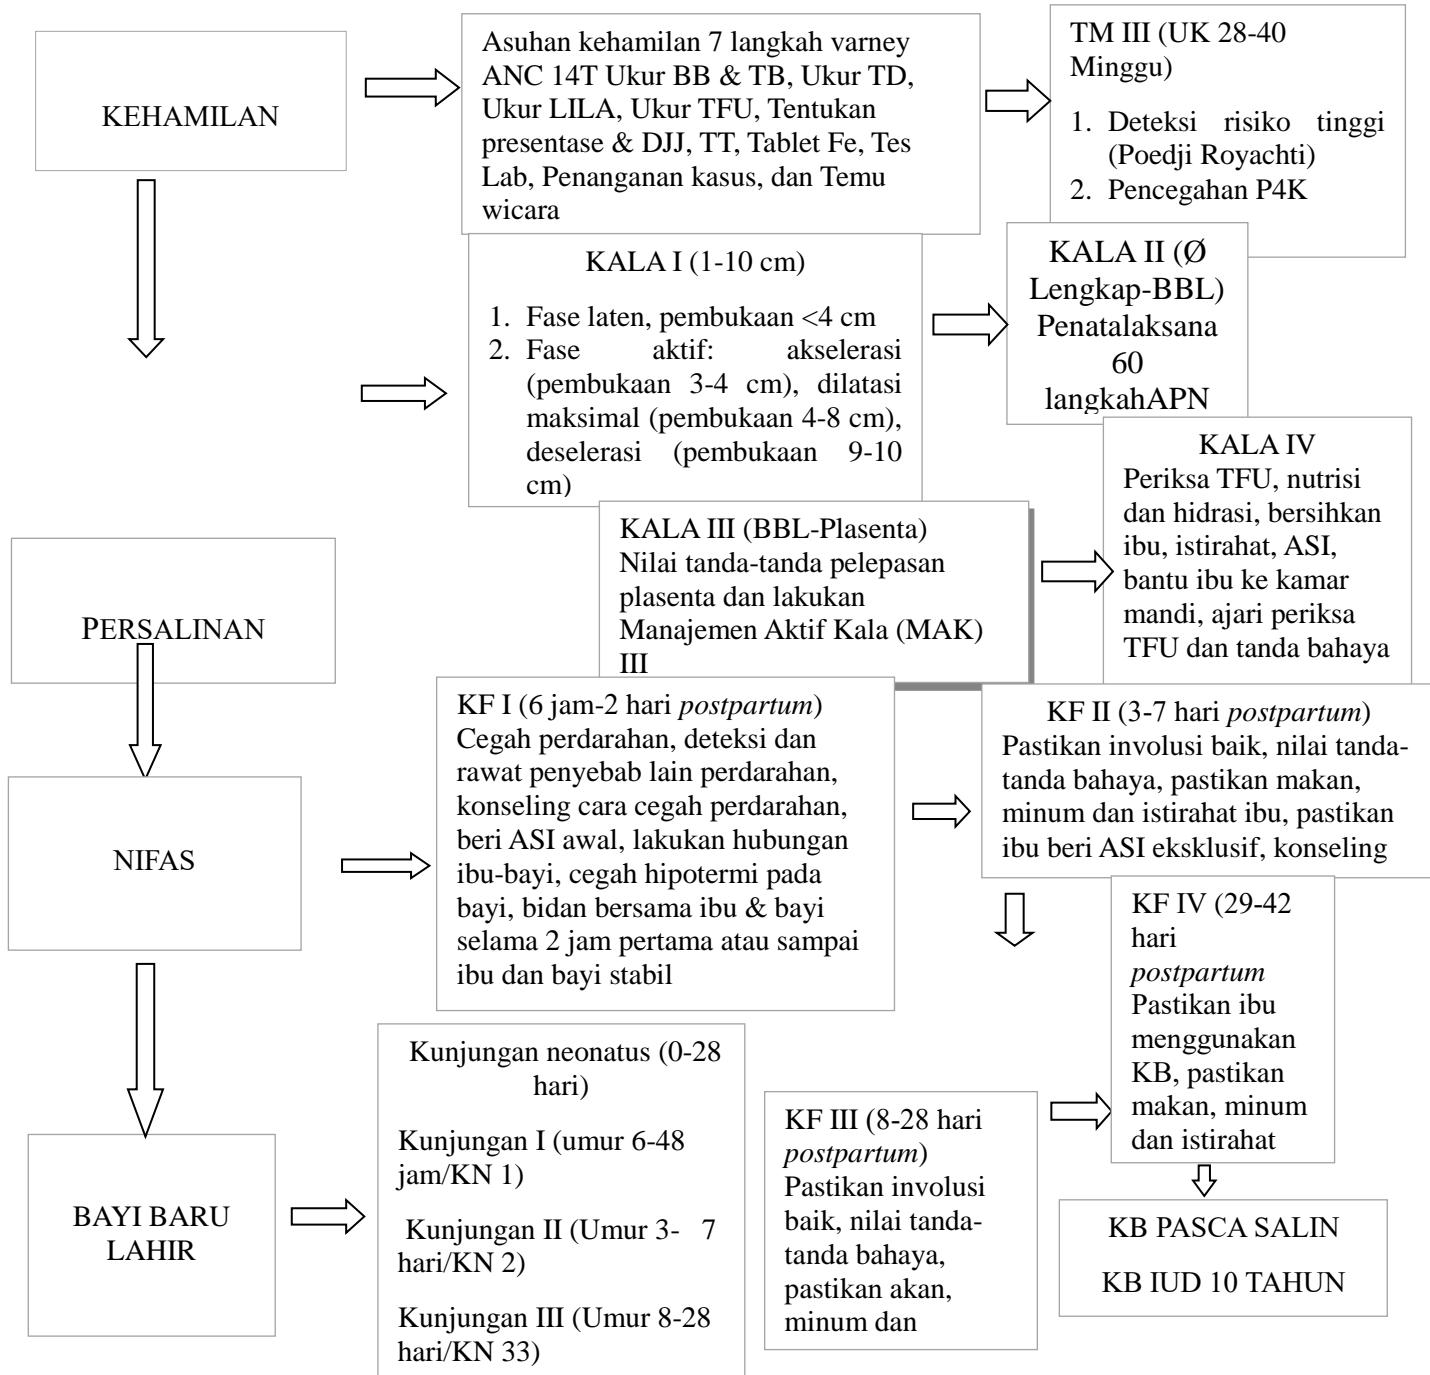 KEHAMILAN
Asuhan kehamilan 7 langkah varney
ANC 14T Ukur BB & TB, Ukur TD,
Ukur LILA, Ukur TFU, Tentukan
presentase & DJJ, TT, Tablet Fe, Tes
Lab, Penanganan kasus, dan Temu
wicara
TM III (UK 28-40
Minggu)
1. Deteksi risiko tinggi
(Poedji Royachti)
2. Pencegahan P4K
KALA I (1-10 cm)
1. Fase laten, pembukaan <4 cm
2. Fase aktif: akselerasi
(pembukaan 3-4 cm), dilatasi
maksimal (pembukaan 4-8 cm),
deselerasi (pembukaan 9-10
cm)
KALA II (Ø
Lengkap-BBL)
Penatalaksana
60
langkahAPN
PERSALINAN
KALA III (BBL-Plasenta)
Nilai tanda-tanda pelepasan
plasenta dan lakukan
Manajemen Aktif Kala (MAK)
III
KALA IV
Periksa TFU, nutrisi
dan hidrasi, bersihkan
ibu, istirahat, ASI,
bantu ibu ke kamar
mandi, ajari periksa
TFU dan tanda bahaya
NIFAS
KF I (6 jam-2 hari postpartum)
Cegah perdarahan, deteksi dan
rawat penyebab lain perdarahan,
konseling cara cegah perdarahan,
beri ASI awal, lakukan hubungan
ibu-bayi, cegah hipotermi pada
bayi, bidan bersama ibu & bayi
selama 2 jam pertama atau sampai
ibu dan bayi stabil
KF II (3-7 hari postpartum)
Pastikan involusi baik, nilai tanda-
tanda bahaya, pastikan makan,
minum dan istirahat ibu, pastikan
ibu beri ASI eksklusif, konseling
KF III (8-28 hari
postpartum)
Pastikan involusi
baik, nilai tanda-
tanda bahaya,
pastikan akan,
minum dan
KF IV (29-42
hari
postpartum
Pastikan ibu
menggunakan
KB, pastikan
makan, minum
dan istirahat
BAYI BARU
LAHIR
Kunjungan neonatus (0-28
hari)
Kunjungan I (umur 6-48
jam/KN 1)
Kunjungan II (Umur 3- 7
hari/KN 2)
Kunjungan III (Umur 8-28
hari/KN 33)
KB PASCA SALIN
KB IUD 10 TAHUN